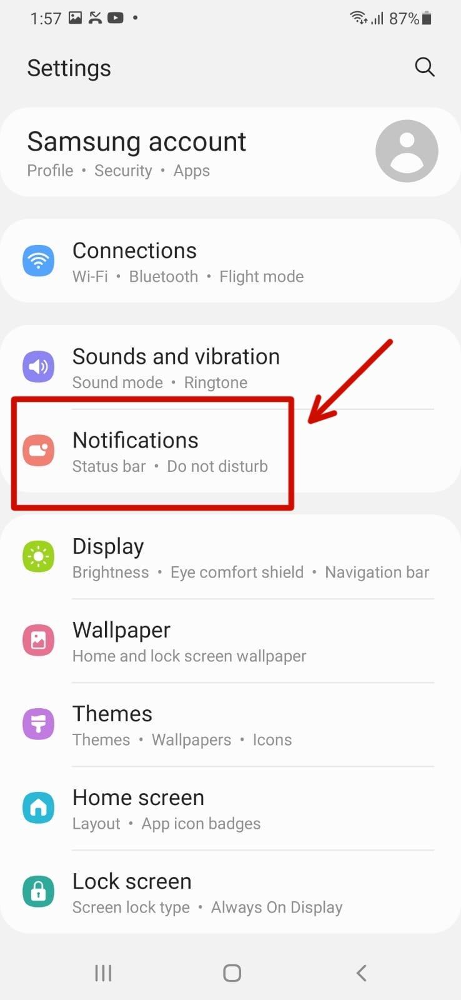 1:57 87%
Settings
Samsung account
Profile • Security • Apps
Connections
Wi-Fi • Bluetooth • Flight mode
Sounds and vibration
Sound mode • Ringtone
Notifications
Status bar • Do not disturb
Display
Brightness • Eye comfort shield • Navigation bar
Wallpaper
Home and lock screen wallpaper
Themes
Themes • Wallpapers • Icons
Home screen
Layout • App icon badges
Lock screen
Screen lock type • Always On Display